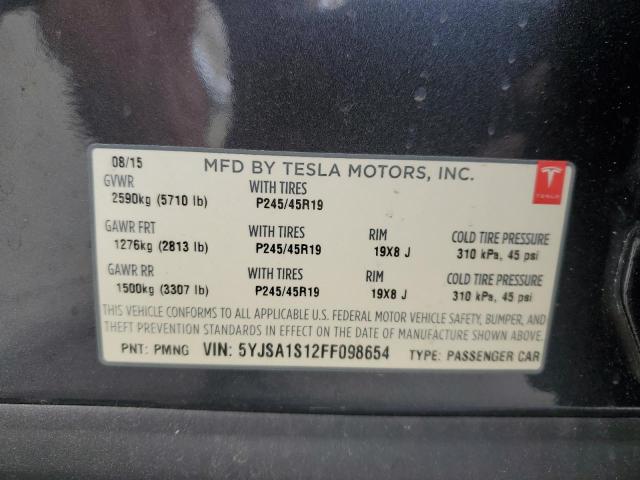 08/15 MFD BY TESLA MOTORS, INC.
GVWR WITH TIRES
2590kg (5710 lb) P245/45R19
TESLA
GAWR FRT WITH TIRES RIM COLD TIRE PRESSURE
1276kg (2813 lb) P245/45R19 19X8 J 310 kPa, 45 psi
GAWR RR WITH TIRES RIM COLD TIRE PRESSURE
1500kg (3307 lb) P245/45R19 19X8 J 310 kPa, 45 psi
THIS VEHICLE CONFORMS TO ALL APPLICABLE U.S. FEDERAL MOTOR VEHICLE SAFETY, BUMPER, AND
THEFT PREVENTION STANDARDS IN EFFECT ON THE DATE OF MANUFACTURE SHOWN ABOVE.
PNT: PMNG VIN: 5YJSA1S12FF098654 TYPE: PASSENGER CAR